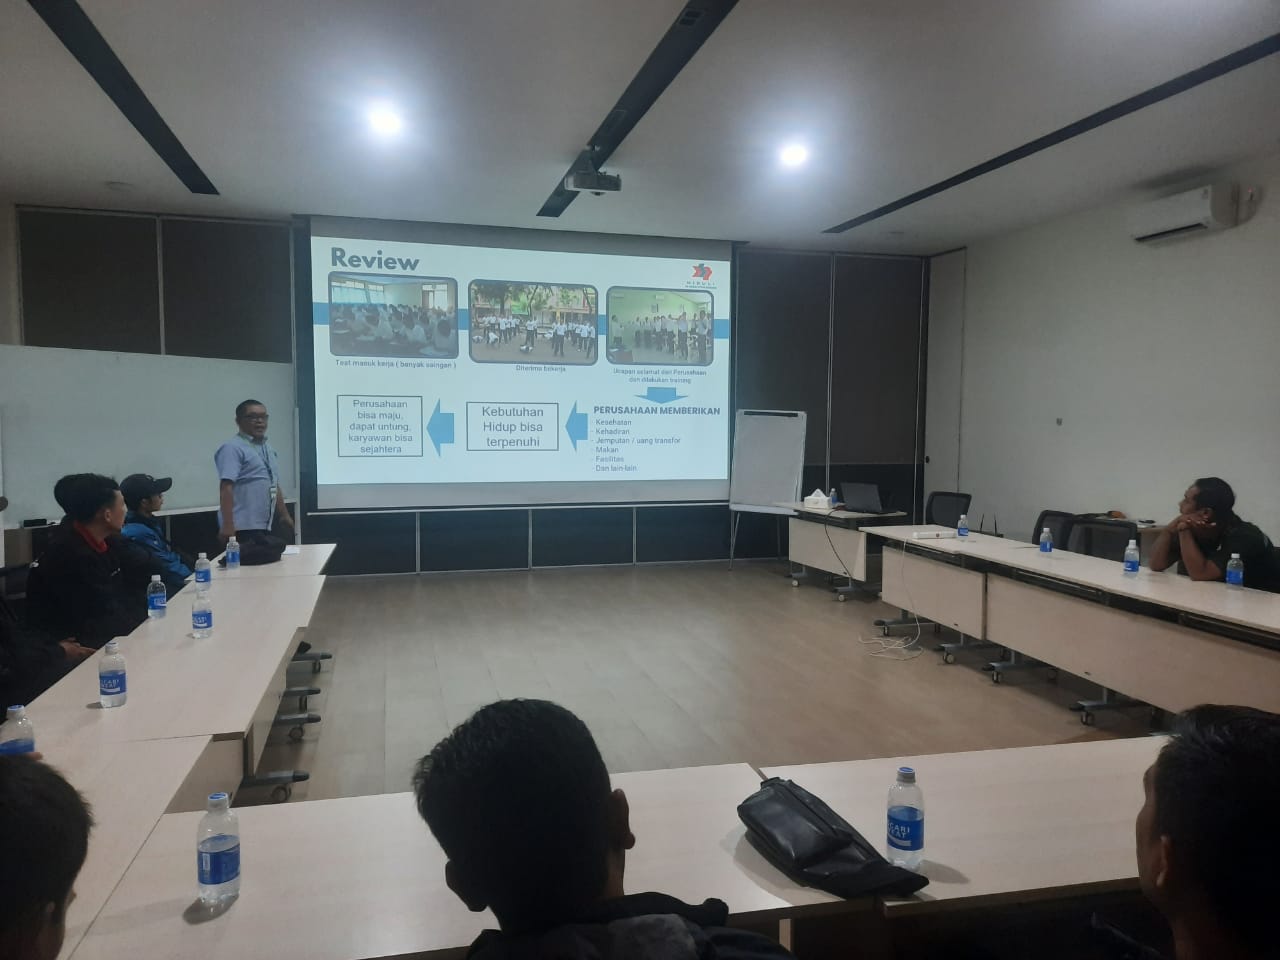 Review
HIRULI
Test masuk kerja ( banyak saingan )
Diterima bekerja
Ucapan selamat dari Perusahaan
dan dilakukan training
PERUSAHAAN MEMBERIKAN
- Kesehatan
- Kehadiran
- Jemputan / uang transfor
- Makan
- Fasilitas
- Dan lain-lain
Kebutuhan
Hidup bisa
terpenuhi
Perusahaan
bisa maju,
dapat untung,
karyawan bisa
sejahtera